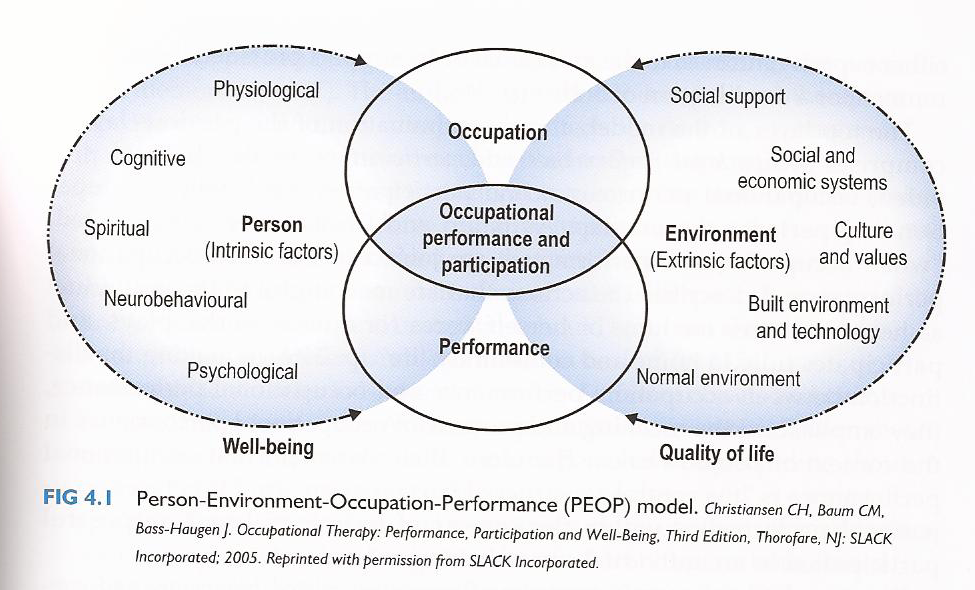 Physiological
Cognitive
Spiritual
Person
(Intrinsic factors)
Neurobehavioural
Psychological
Well-being
Occupation
Occupational
performance and
participation
Performance
Social support
Social and
economic systems
Environment
(Extrinsic factors)
Culture
and values
Built environment
and technology
Normal environment
Quality of life
FIG 4.1 Person-Environment-Occupation-Performance (PEOP) model. Christiansen CH, Baum CM,
Bass-Haugen J. Occupational Therapy: Performance, Participation and Well-Being, Third Edition, Thorofare, NJ: SLACK
Incorporated; 2005. Reprinted with permission from SLACK Incorporated.